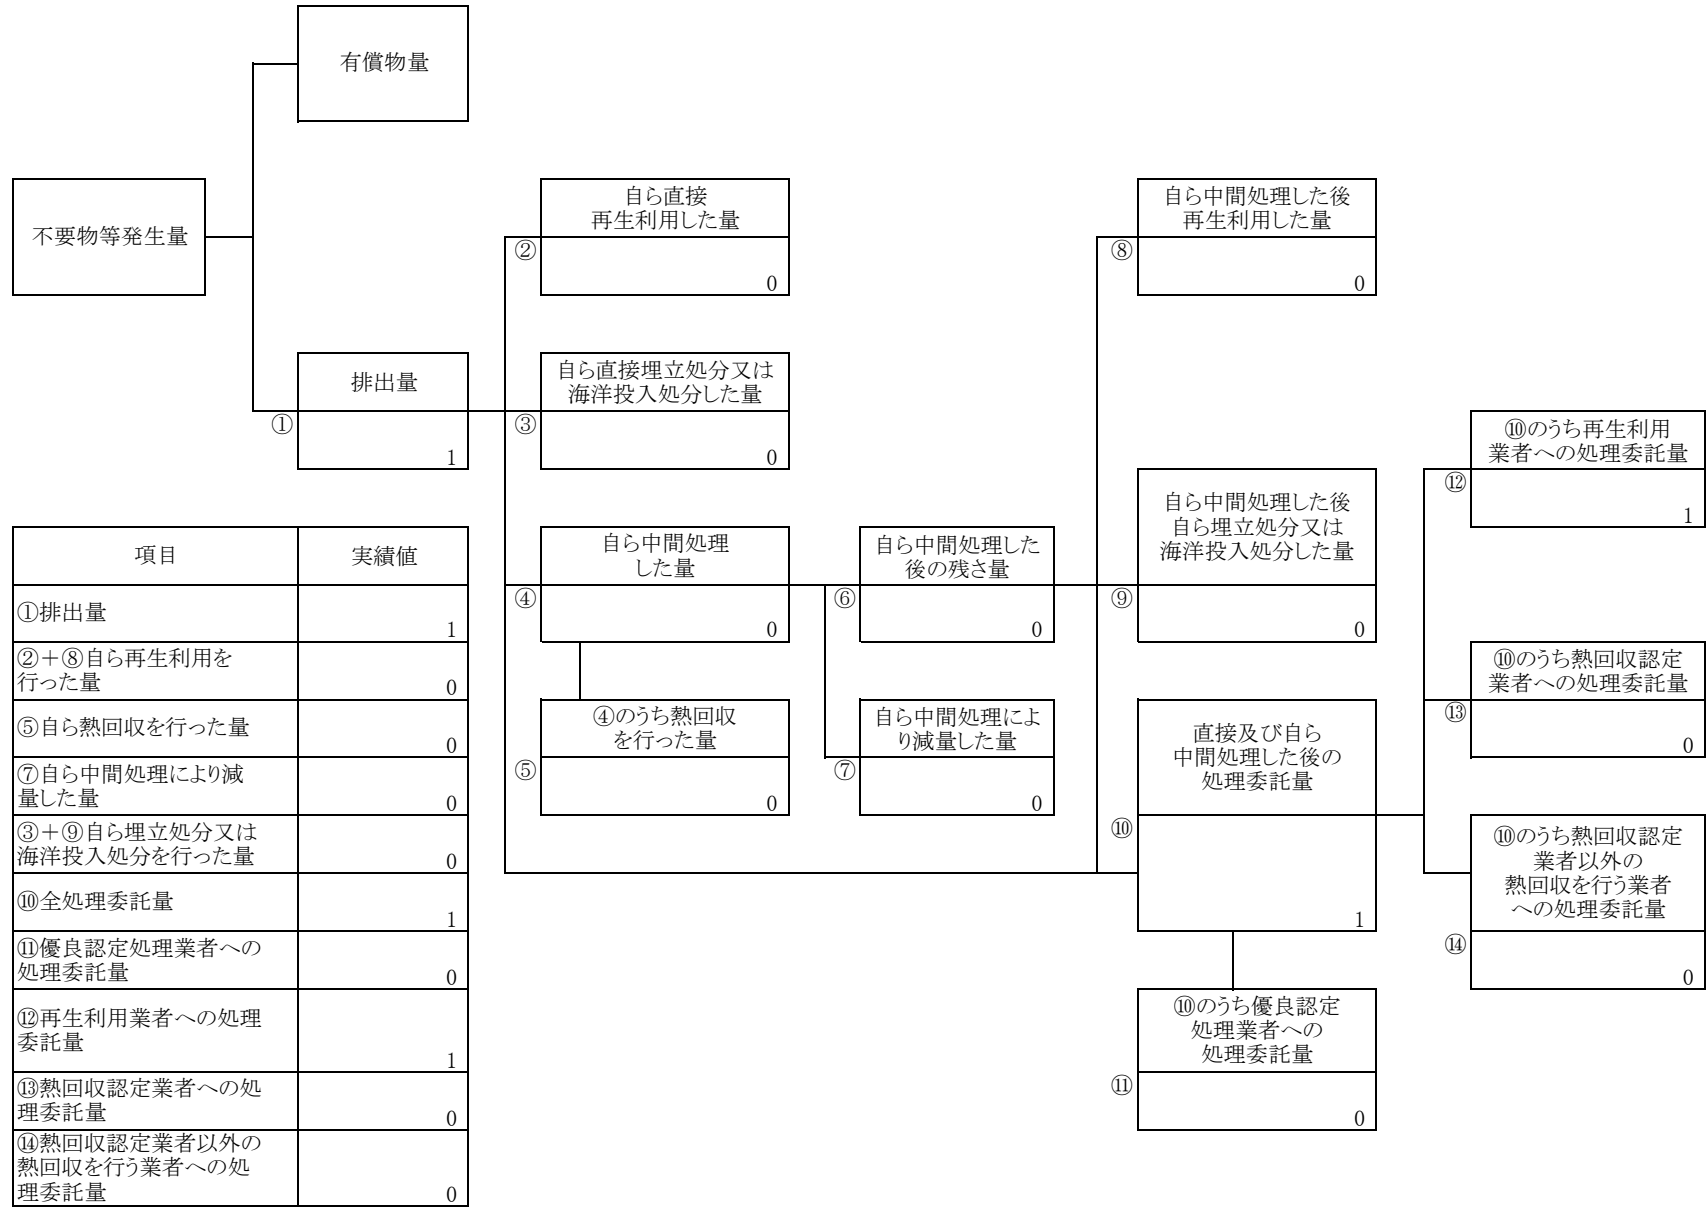 有償物量
不要物等発生量
自ら直接
再生利用した量
②
0
自ら中間処理した後
再生利用した量
⑧
0
排出量
①
1
自ら直接埋立処分又は
海洋投入処分した量
③
0
⑩のうち再生利用
業者への処理委託量
⑫
1
自ら中間処理した後
自ら埋立処分又は
海洋投入処分した量
⑨
0
自ら中間処理
した量
④
0
自ら中間処理した
後の残さ量
⑥
0
④のうち熱回収
を行った量
⑤
0
自ら中間処理によ
り減量した量
⑦
0
直接及び自ら
中間処理した後の
処理委託量
⑩
1
⑩のうち熱回収認定
業者への処理委託量
⑬
0
⑩のうち熱回収認定
業者以外の
熱回収を行う業者
への処理委託量
⑭
0
⑩のうち優良認定
処理業者への
処理委託量
⑪
0
項目 実績値
①排出量
1
②＋⑧自ら再生利用を
行った量 0
⑤自ら熱回収を行った量
0
⑦自ら中間処理により減
量した量 0
③＋⑨自ら埋立処分又は
海洋投入処分を行った量 0
⑩全処理委託量
1
⑪優良認定処理業者への
処理委託量 0
⑫再生利用業者への処理
委託量 1
⑬熱回収認定業者への処
理委託量 0
⑭熱回収認定業者以外の
熱回収を行う業者への処
理委託量 0